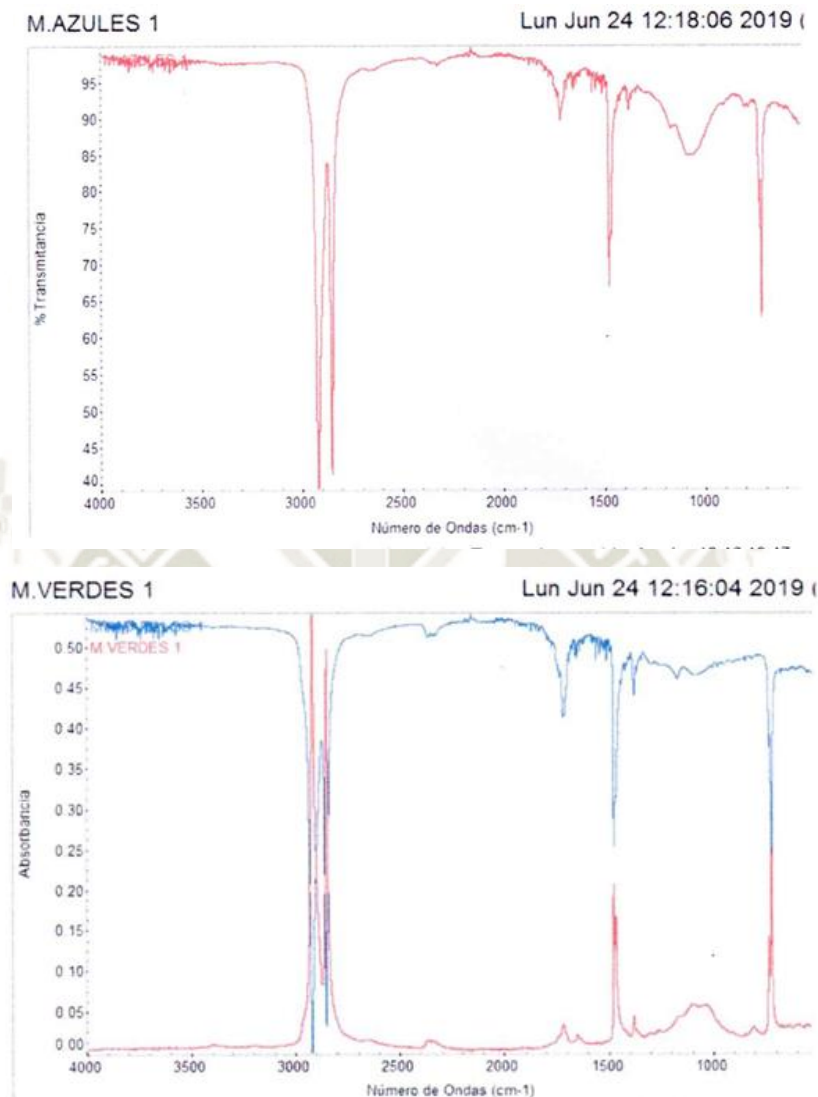 M.AZULES 1
Lun Jun 24 12:18:06 2019 (
% Transmitancia
95
90
85
80
75
70
65
60
55
50
45
40
4000 3500 3000 2500 2000 1500 1000
Número de Ondas (cm-1)
M.VERDES 1
Lun Jun 24 12:16:04 2019 (
M.VERDES 1
Absorbancia
0.50
0.45
0.40
0.35
0.30
0.25
0.20
0.15
0.10
0.05
0.00
4000 3500 3000 2500 2000 1500 1000
Número de Ondas (cm-1)